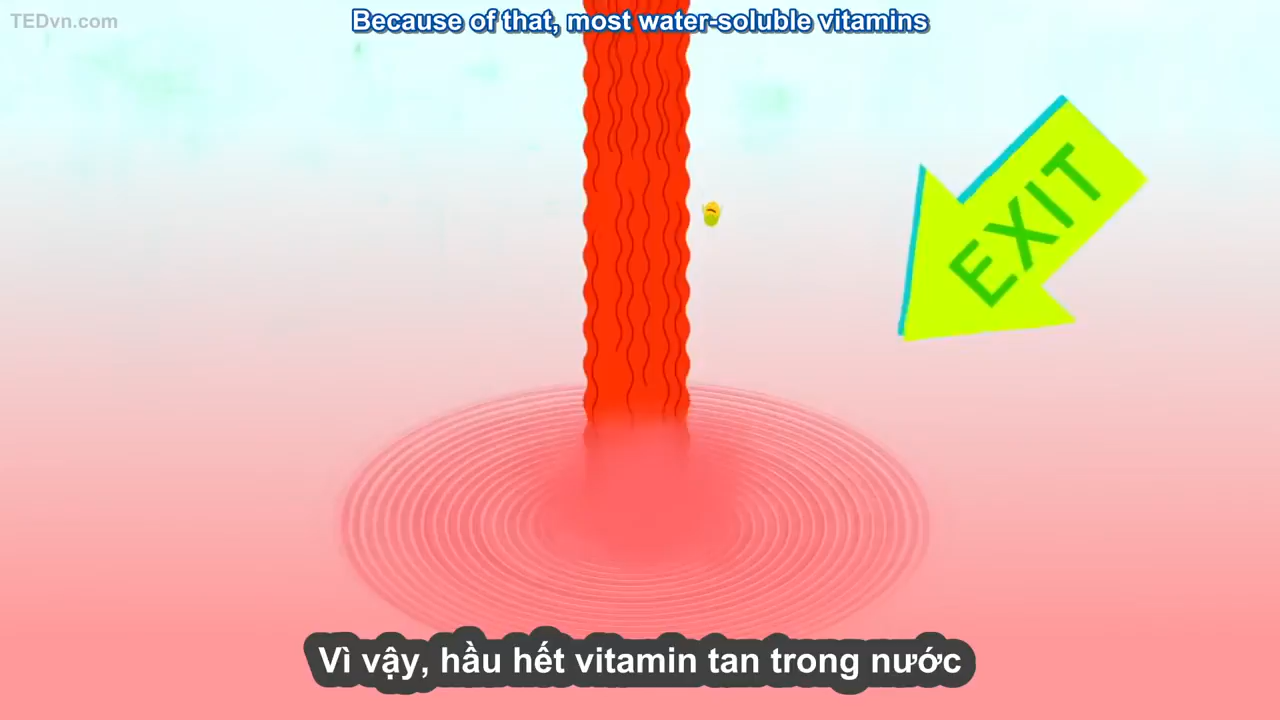 TEDvn.com
Because of that, most water-soluble vitamins
EXIT
Vì vậy, hầu hết vitamin tan trong nước